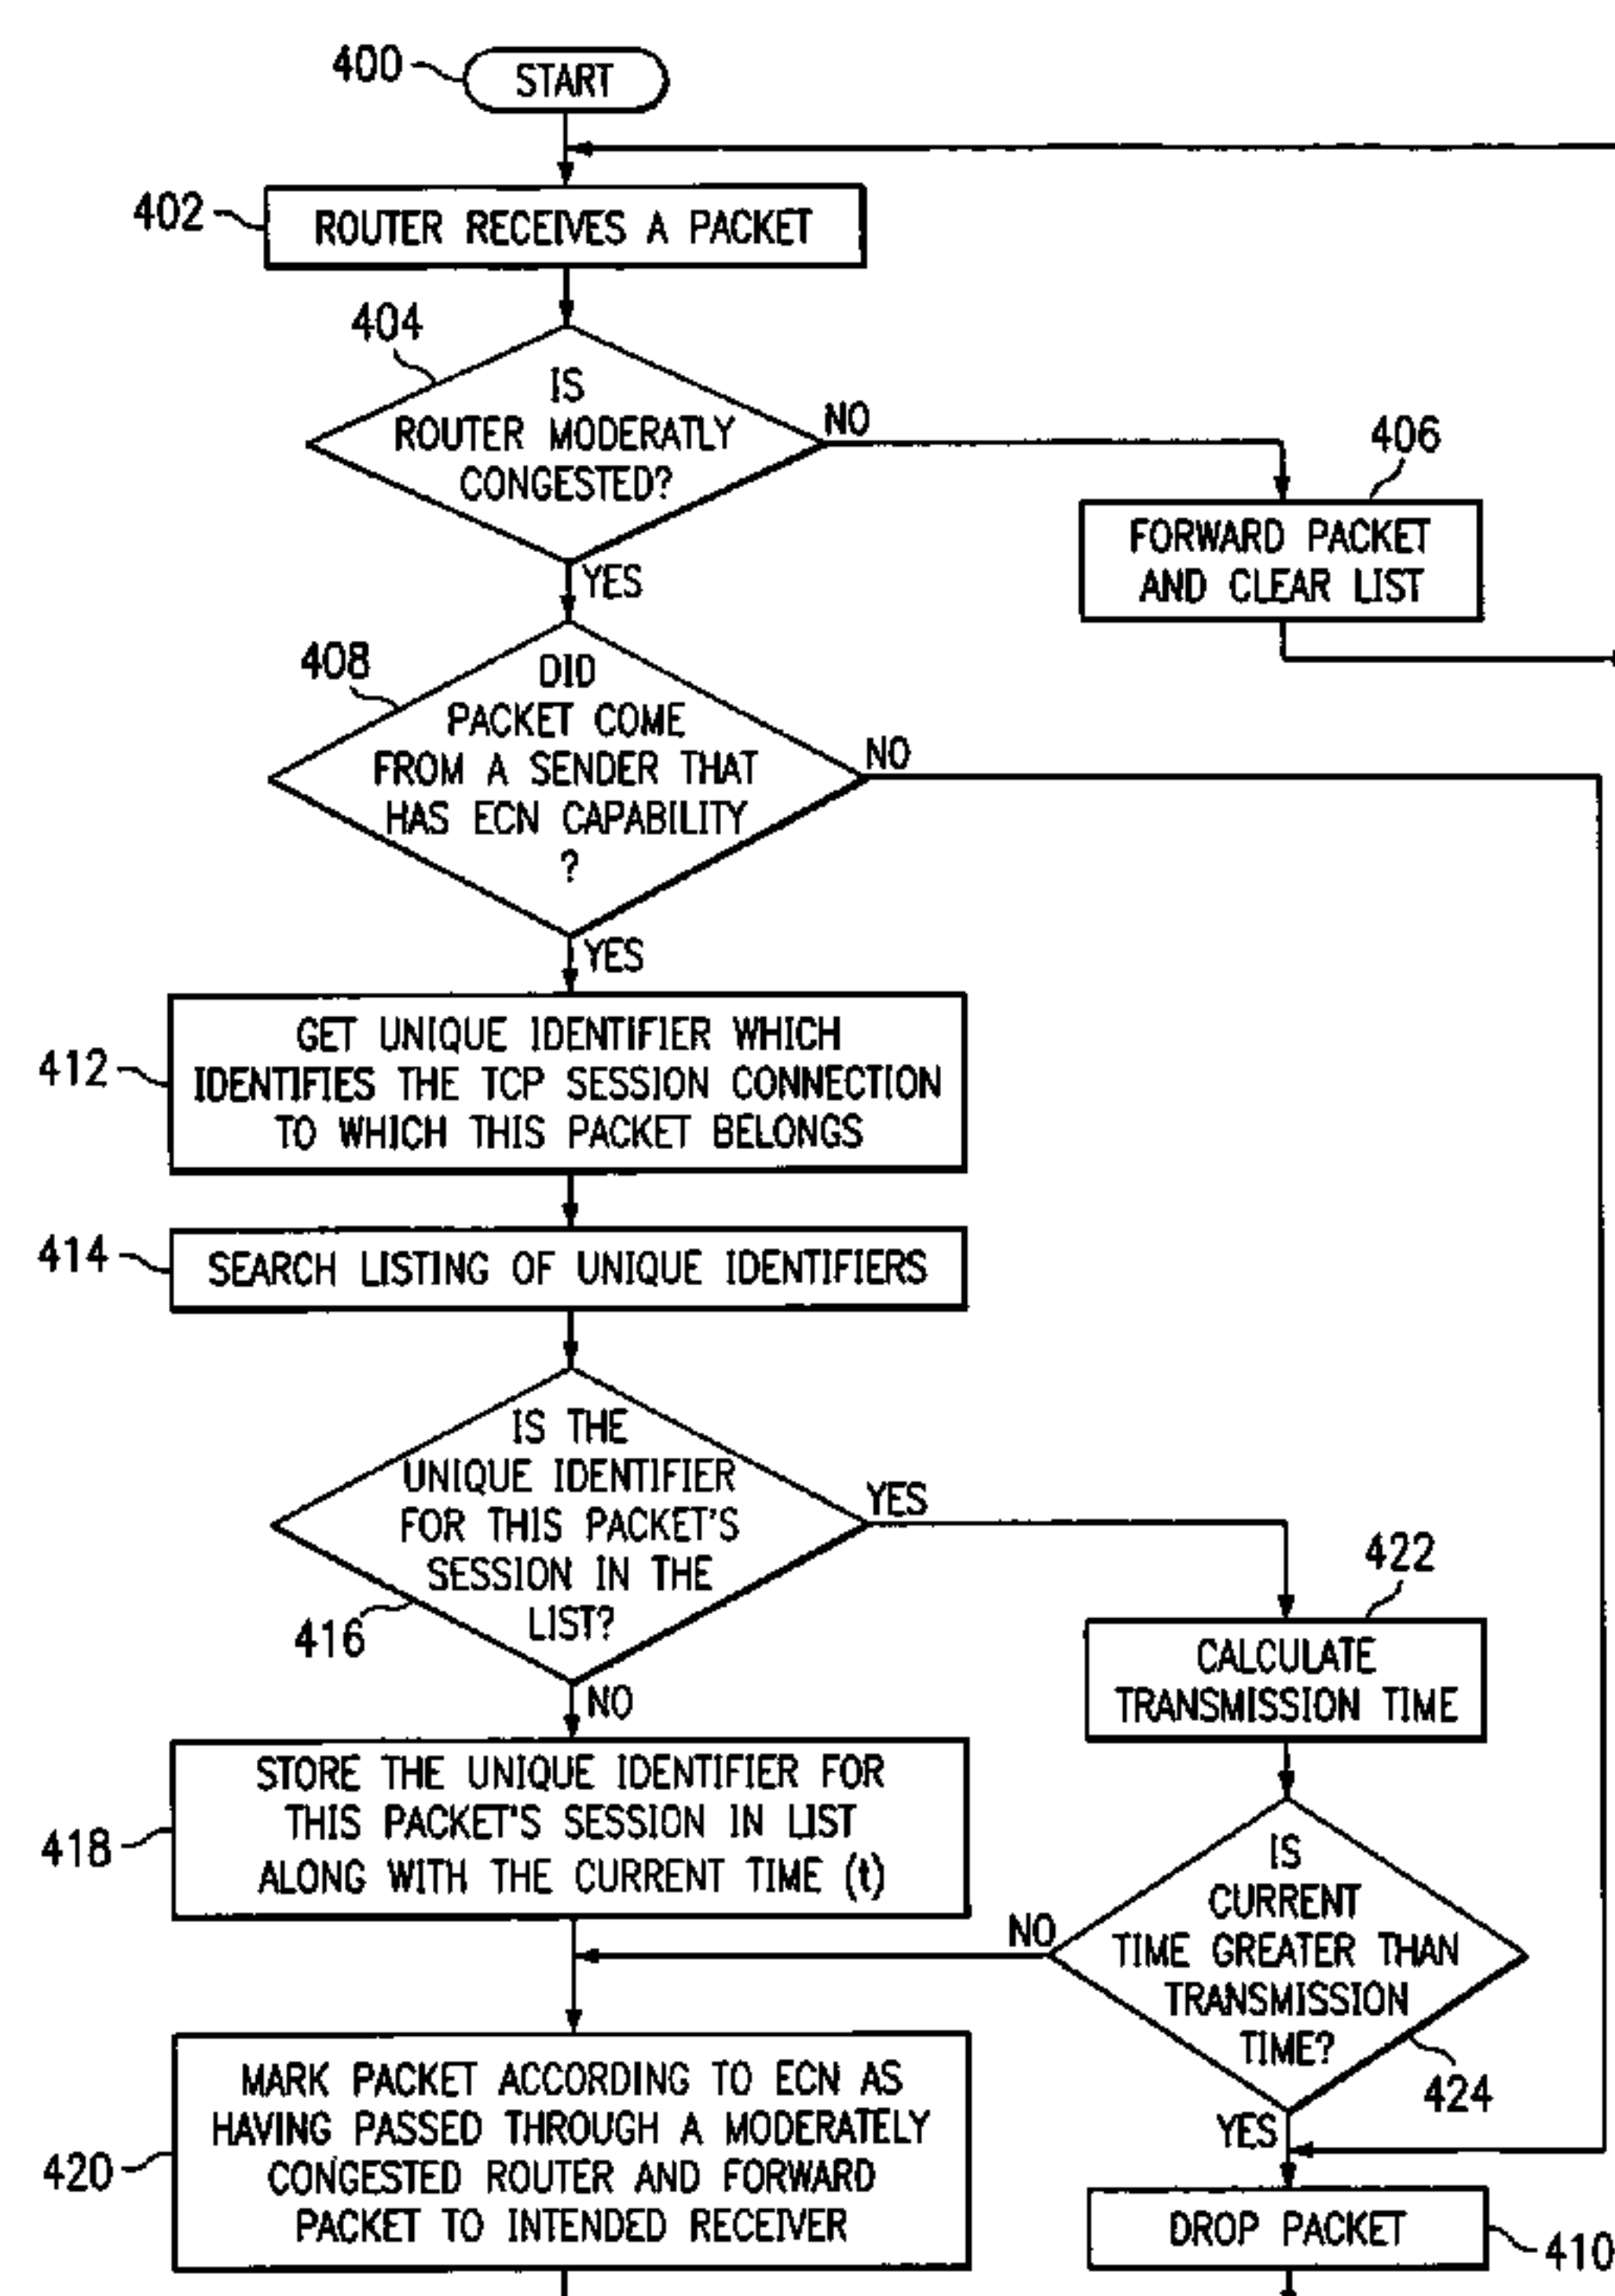 400
START
402
ROUTER RECEIVES A PACKET
404
IS
ROUTER MODERATLY
CONGESTED?
NO
YES
406
FORWARD PACKET
AND CLEAR LIST
408
DID
PACKET COME
FROM A SENDER THAT
HAS ECN CAPABILITY
?
NO
YES
412
GET UNIQUE IDENTIFIER WHICH
IDENTIFIES THE TCP SESSION CONNECTION
TO WHICH THIS PACKET BELONGS
414
SEARCH LISTING OF UNIQUE IDENTIFIERS
IS THE
UNIQUE IDENTIFIER
FOR THIS PACKET'S
SESSION IN THE
LIST?
416
YES
NO
422
CALCULATE
TRANSMISSION TIME
418
STORE THE UNIQUE IDENTIFIER FOR
THIS PACKET'S SESSION IN LIST
ALONG WITH THE CURRENT TIME (t)
IS
CURRENT
TIME GREATER THAN
TRANSMISSION
TIME?
NO
424
YES
420
MARK PACKET ACCORDING TO ECN AS
HAVING PASSED THROUGH A MODERATELY
CONGESTED ROUTER AND FORWARD
PACKET TO INTENDED RECEIVER
DROP PACKET
410